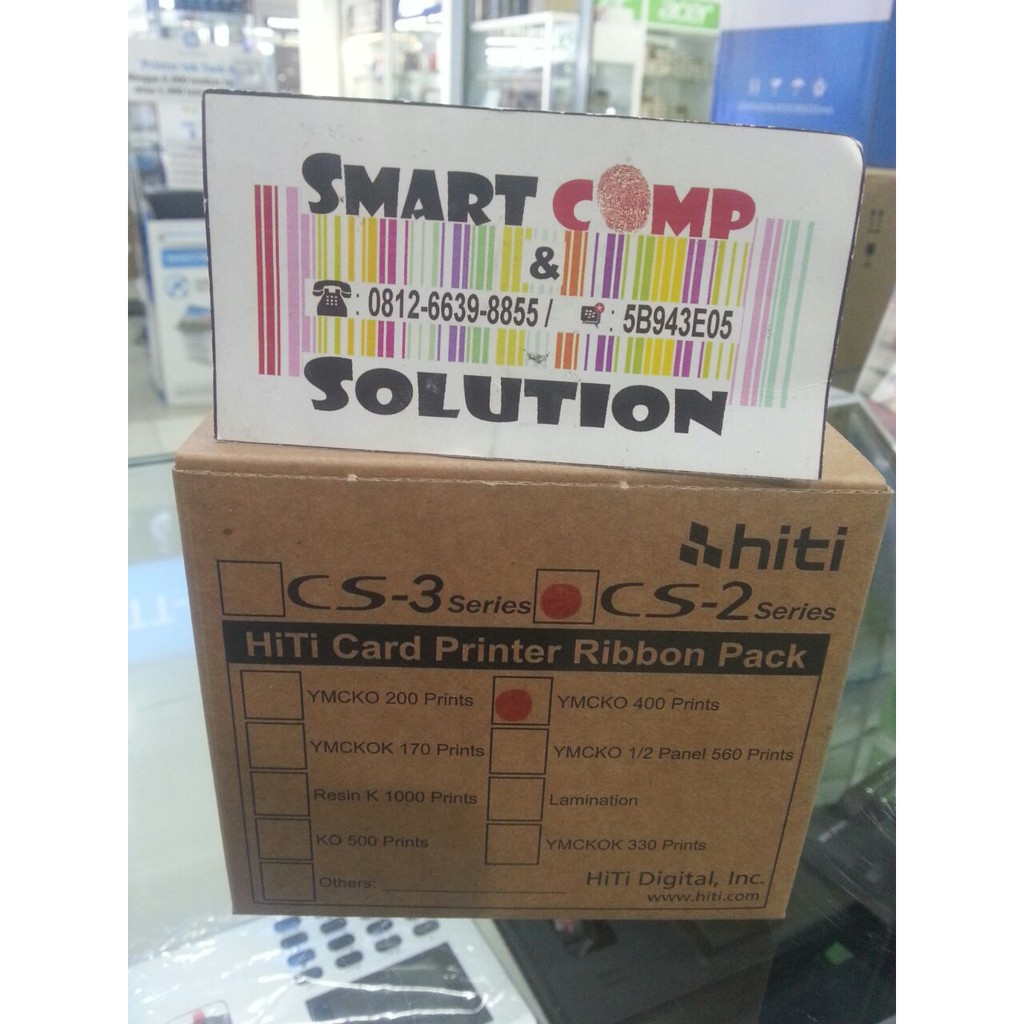 acer
SMART COMP
&
: 0812-6639-8855 / : 5B943E05
SOLUTION
hiti
CS-3 Series CS-2 Series
HiTi Card Printer Ribbon Pack
YMCKO 200 Prints YMCKO 400 Prints
YMCKOK 170 Prints YMCKO 1/2 Panel 560 Prints
Resin K 1000 Prints Lamination
KO 500 Prints YMCKOK 330 Prints
Others:
HiTi Digital, Inc.
www.hiti.com